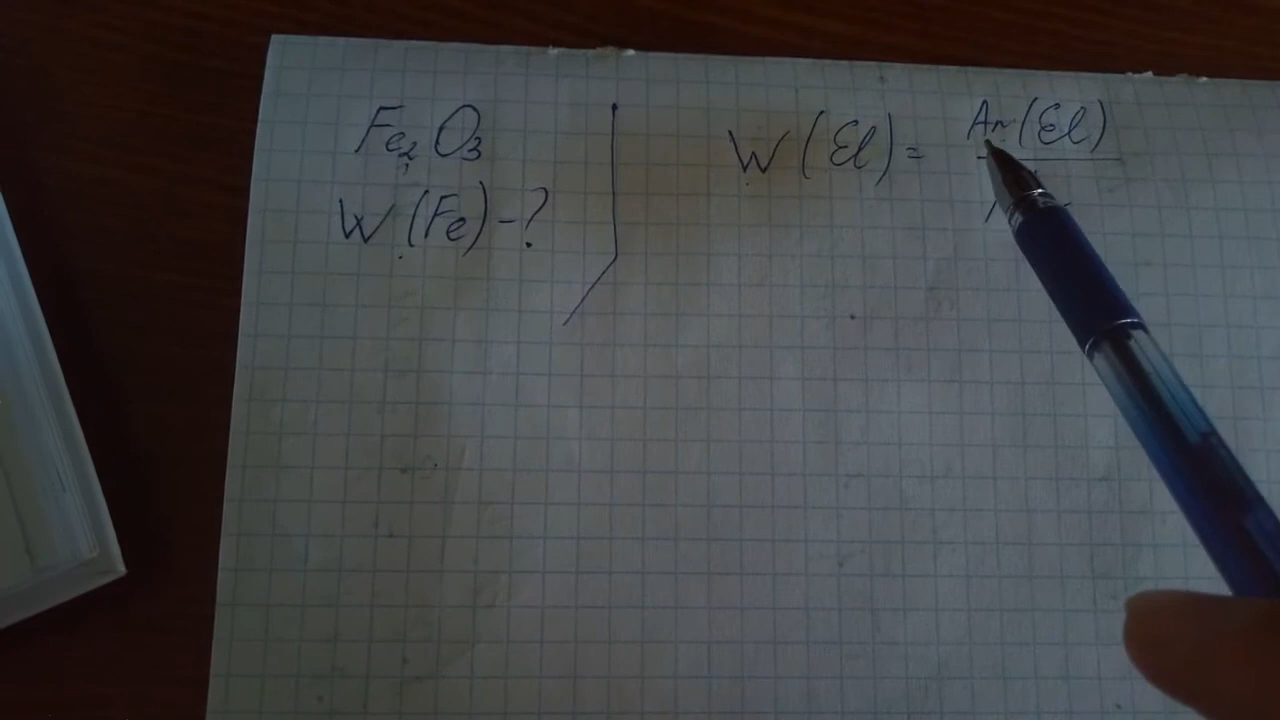 Fe₂O₃
W(Fe)-?
W(El)= Ar(El)